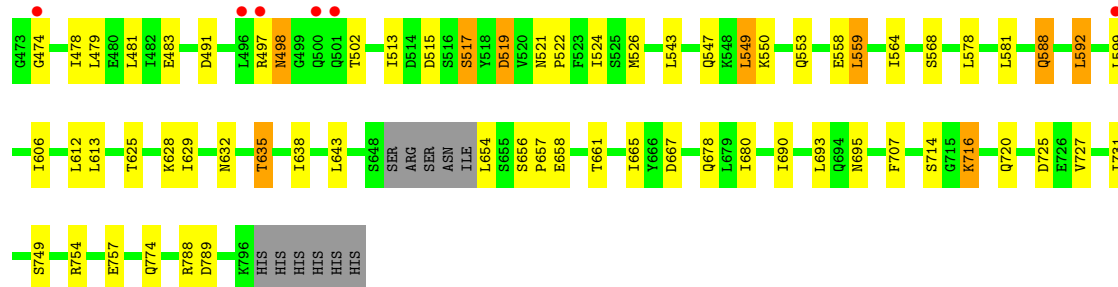 G473 G474 I478 L479 E480 L481 I482 E483 D491 L496 R497 N498 G499 Q500 Q501 T502 I513 D514 D515 S516 S517 Y518 D519 V520 N521 P522 F523 I524 S525 M526 L543 Q547 K548 L549 K550 Q553 E558 L559 I564 S568 L578 L581 Q588 L592 L599
I606 L612 L613 T625 K628 I629 N632 T635 I638 L643 S648 SER ARG SER ASN ILE L654 S655 S656 P657 E658 T661 I665 Y666 D667 Q678 L679 I680 I690 L693 Q694 N695 F707 S714 G715 K716 Q720 D725 E726 V727
S749 R754 E757 Q774 R788 D789 K796 HIS HIS HIS HIS HIS HIS